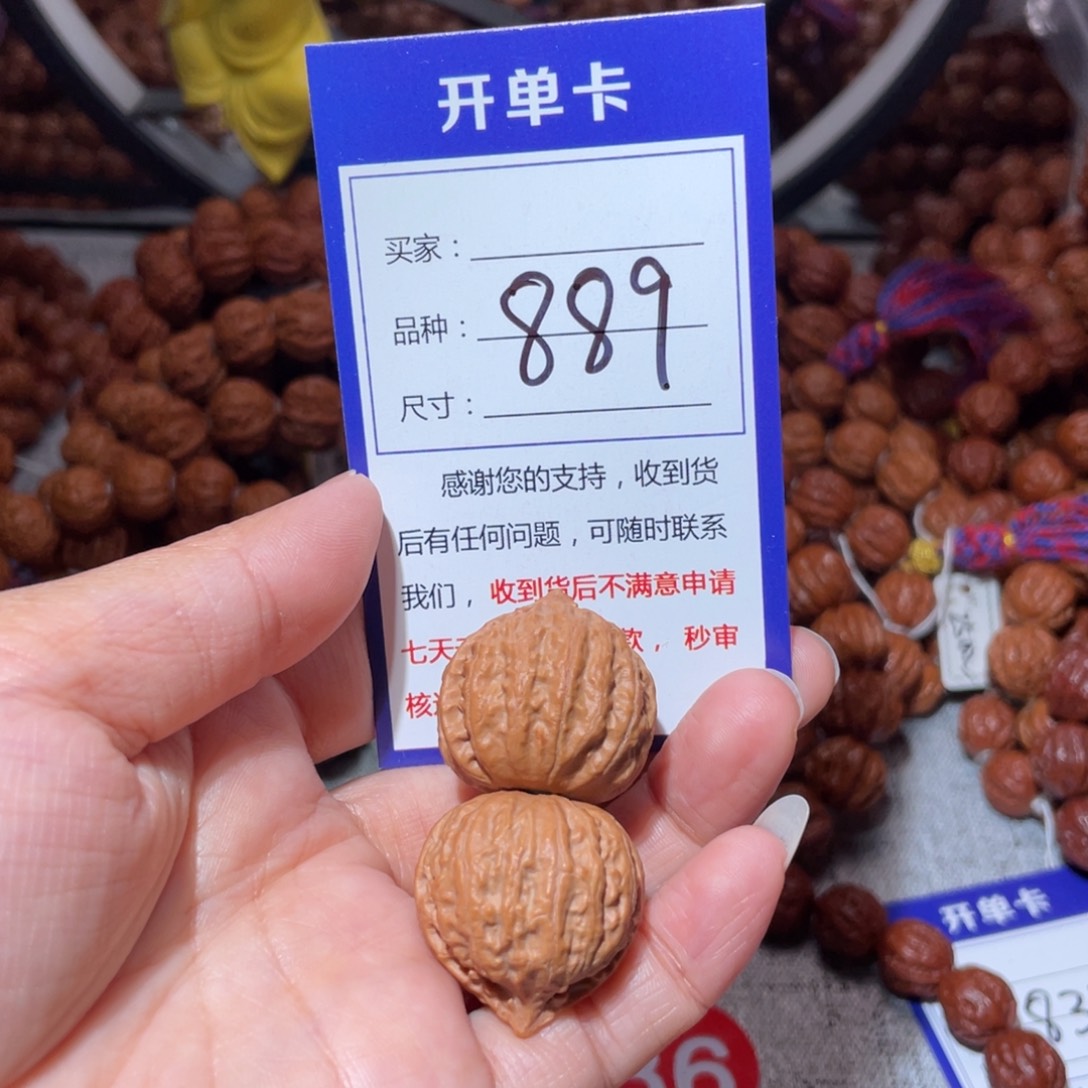 开单卡
买家：
品种：
889
尺寸：
感谢您的支持，收到货
后有任何问题，可随时联系
我们，收到货后不满意申请
七天 款，秒审
核
开单卡
83
86